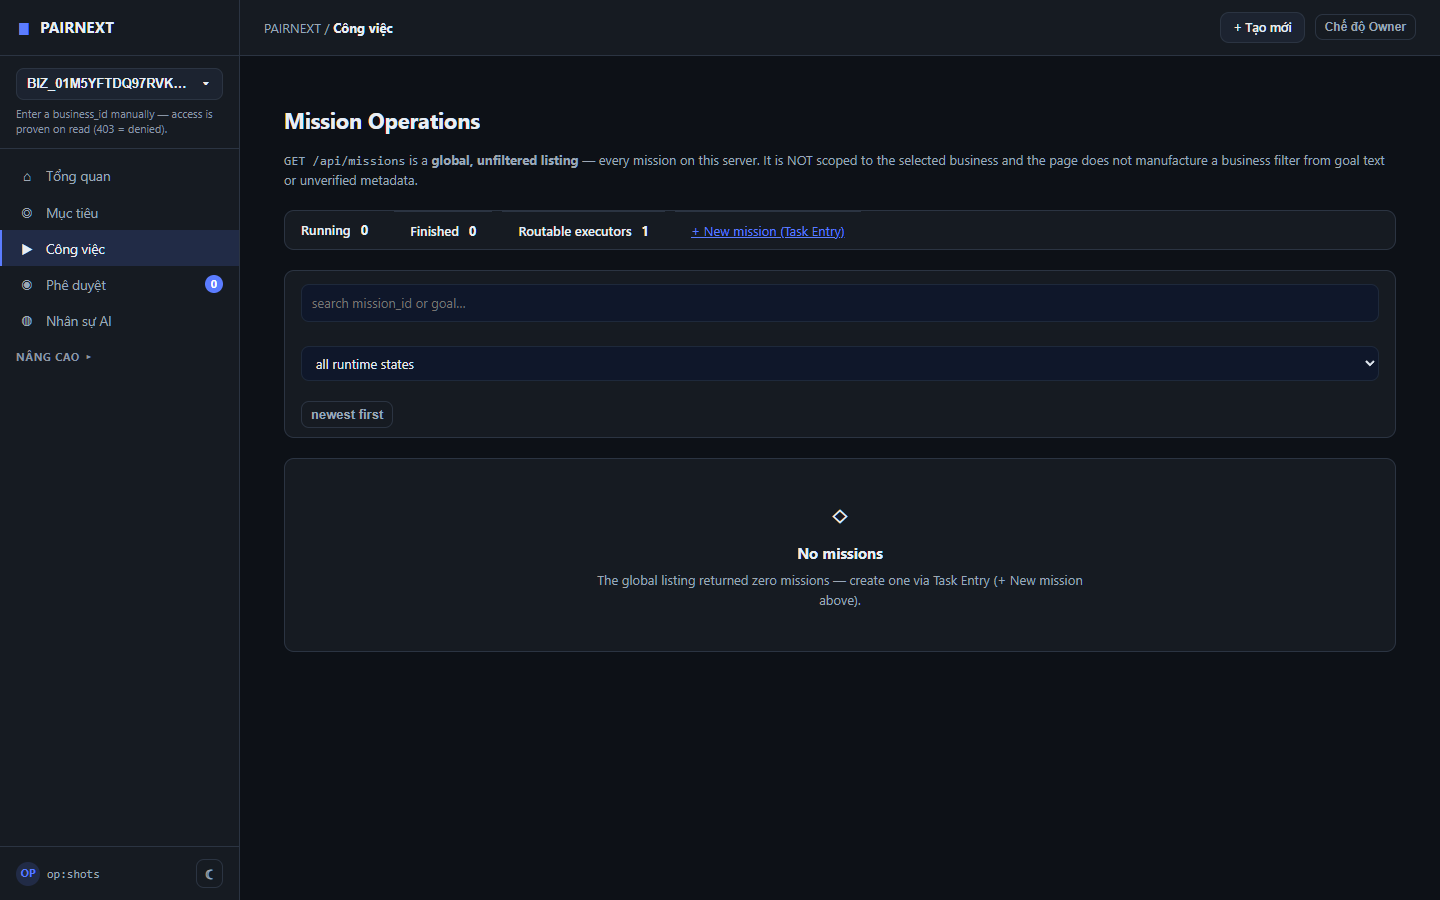 PAIRNEXT
BIZ_01M5YFTDQ97RVK...
Enter a business_id manually — access is
proven on read (403 = denied).
Tổng quan
Mục tiêu
Công việc
Phê duyệt 0
Nhân sự AI
NÂNG CAO
OP op:shots
PAIRNEXT / Công việc
+ Tạo mới
Chế độ Owner
Mission Operations
GET /api/missions is a global, unfiltered listing — every mission on this server. It is NOT scoped to the selected business and the page does not manufacture a business filter from goal text
or unverified metadata.
Running 0 Finished 0 Routable executors 1 + New mission (Task Entry)
search mission_id or goal...
all runtime states
newest first
No missions
The global listing returned zero missions — create one via Task Entry (+ New mission
above).